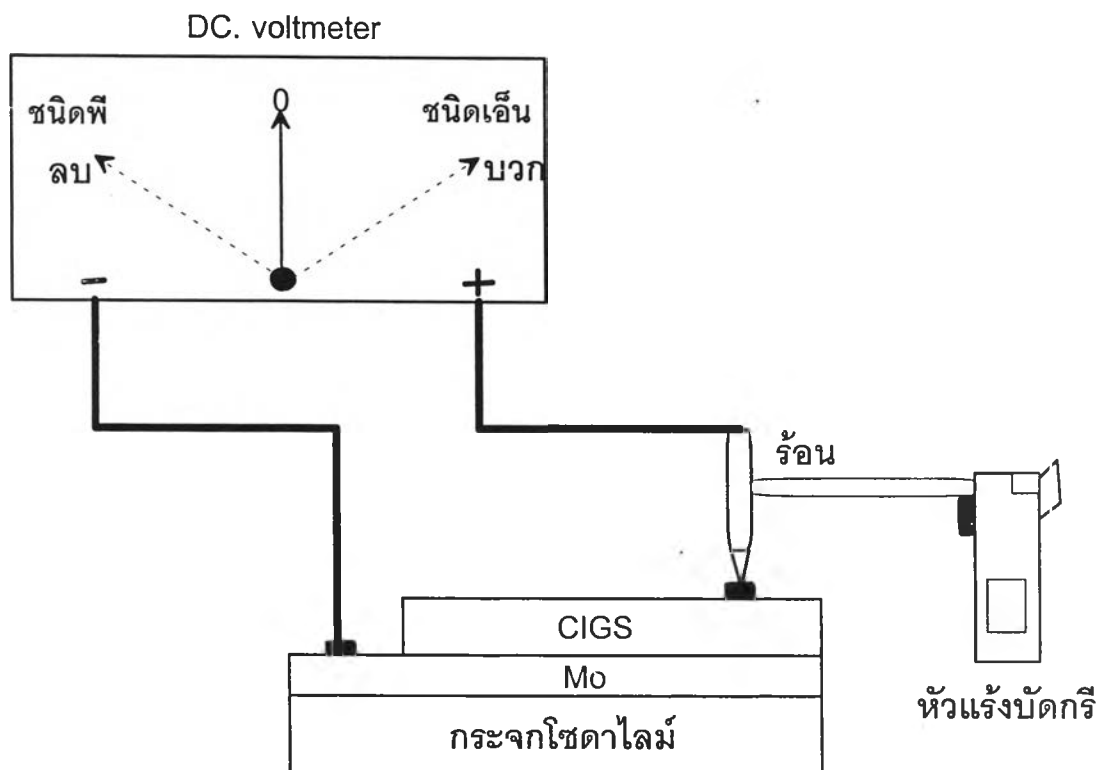 DC. voltmeter
0
ชนิดพี
ชนิดเอ็น
ลบ
บวก
-
+
ร้อน
CIGS
Mo
กระจกโซดาไลม์
หัวแร้งบัดกรี